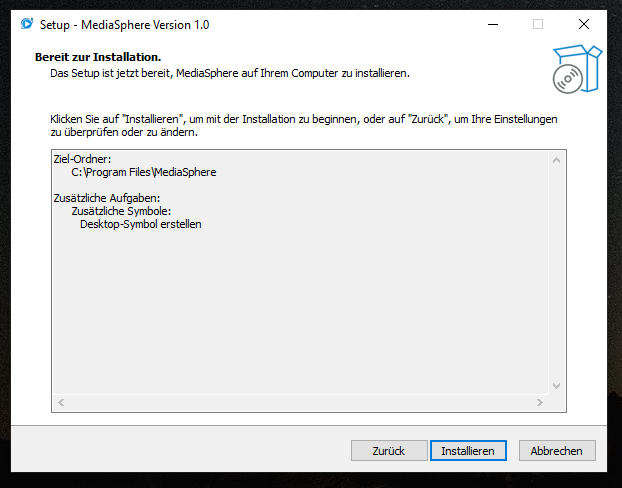 Setup - MediaSphere Version 1.0
Bereit zur Installation.
Das Setup ist jetzt bereit, MediaSphere auf Ihrem Computer zu installieren.
Klicken Sie auf "Installieren", um mit der Installation zu beginnen, oder auf "Zurück", um Ihre Einstellungen
zu überprüfen oder zu ändern.
Ziel-Ordner:
C:\Program Files\MediaSphere
Zusätzliche Aufgaben:
Zusätzliche Symbole:
Desktop-Symbol erstellen
Zurück
Installieren
Abbrechen